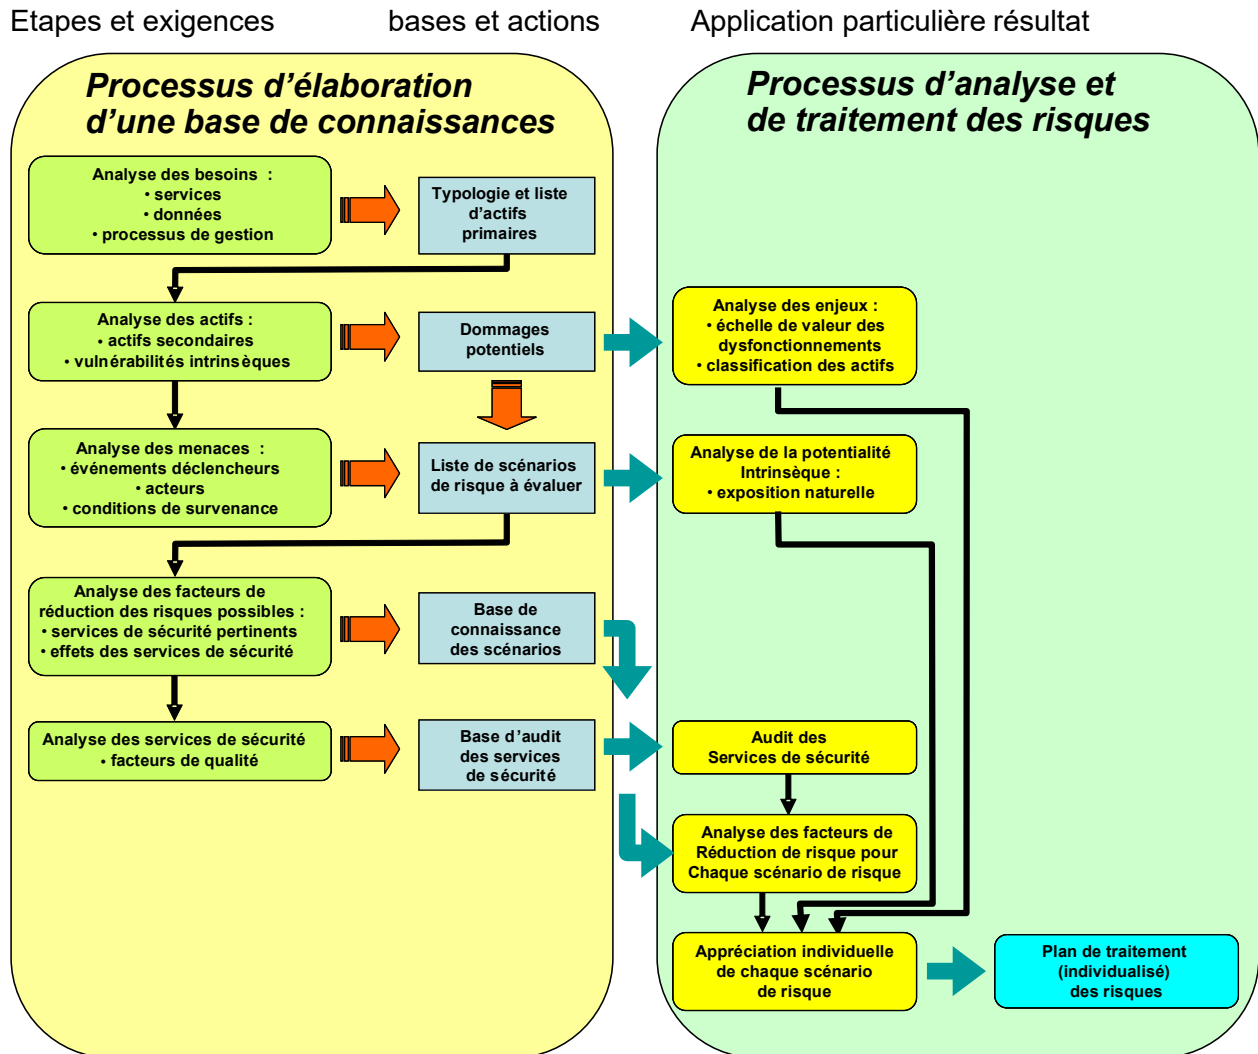 Etapes et exigences
bases et actions
Application particulière résultat
Processus d’élaboration
d’une base de connaissances
Analyse des besoins :
• services
• données
• processus de gestion
Typologie et liste
d’actifs
primaires
Analyse des actifs :
• actifs secondaires
• vulnérabilités intrinsèques
Dommages
potentiels
Analyse des menaces :
• événements déclencheurs
• acteurs
• conditions de survenance
Liste de scénarios
de risque à évaluer
Analyse des facteurs de
réduction des risques possibles :
• services de sécurité pertinents
• effets des services de sécurité
Base de
connaissance
des scénarios
Analyse des services de sécurité
• facteurs de qualité
Base d’audit
des services
de sécurité
Processus d’analyse et
de traitement des risques
Analyse des enjeux :
• échelle de valeur des
dysfonctionnements
• classification des actifs
Analyse de la potentialité
Intrinsèque :
• exposition naturelle
Audit des
Services de sécurité
Analyse des facteurs de
Réduction de risque pour
Chaque scénario de risque
Appréciation individuelle
de chaque scénario
de risque
Plan de traitement
(individualisé)
des risques